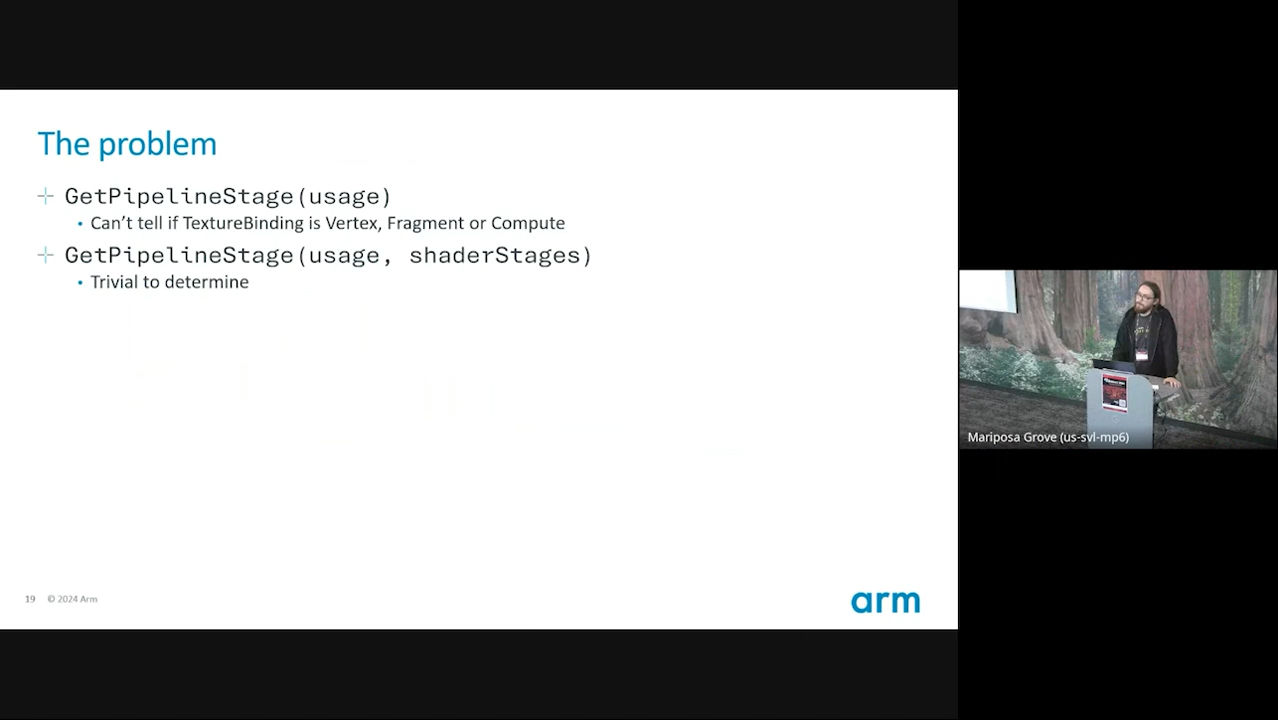 The problem
GetPipelineStage(usage)
• Can't tell if TextureBinding is Vertex, Fragment or Compute
GetPipelineStage(usage, shaderStages)
• Trivial to determine
19 © 2024 Arm
arm
Mariposa Grove (us-svl-mp6)